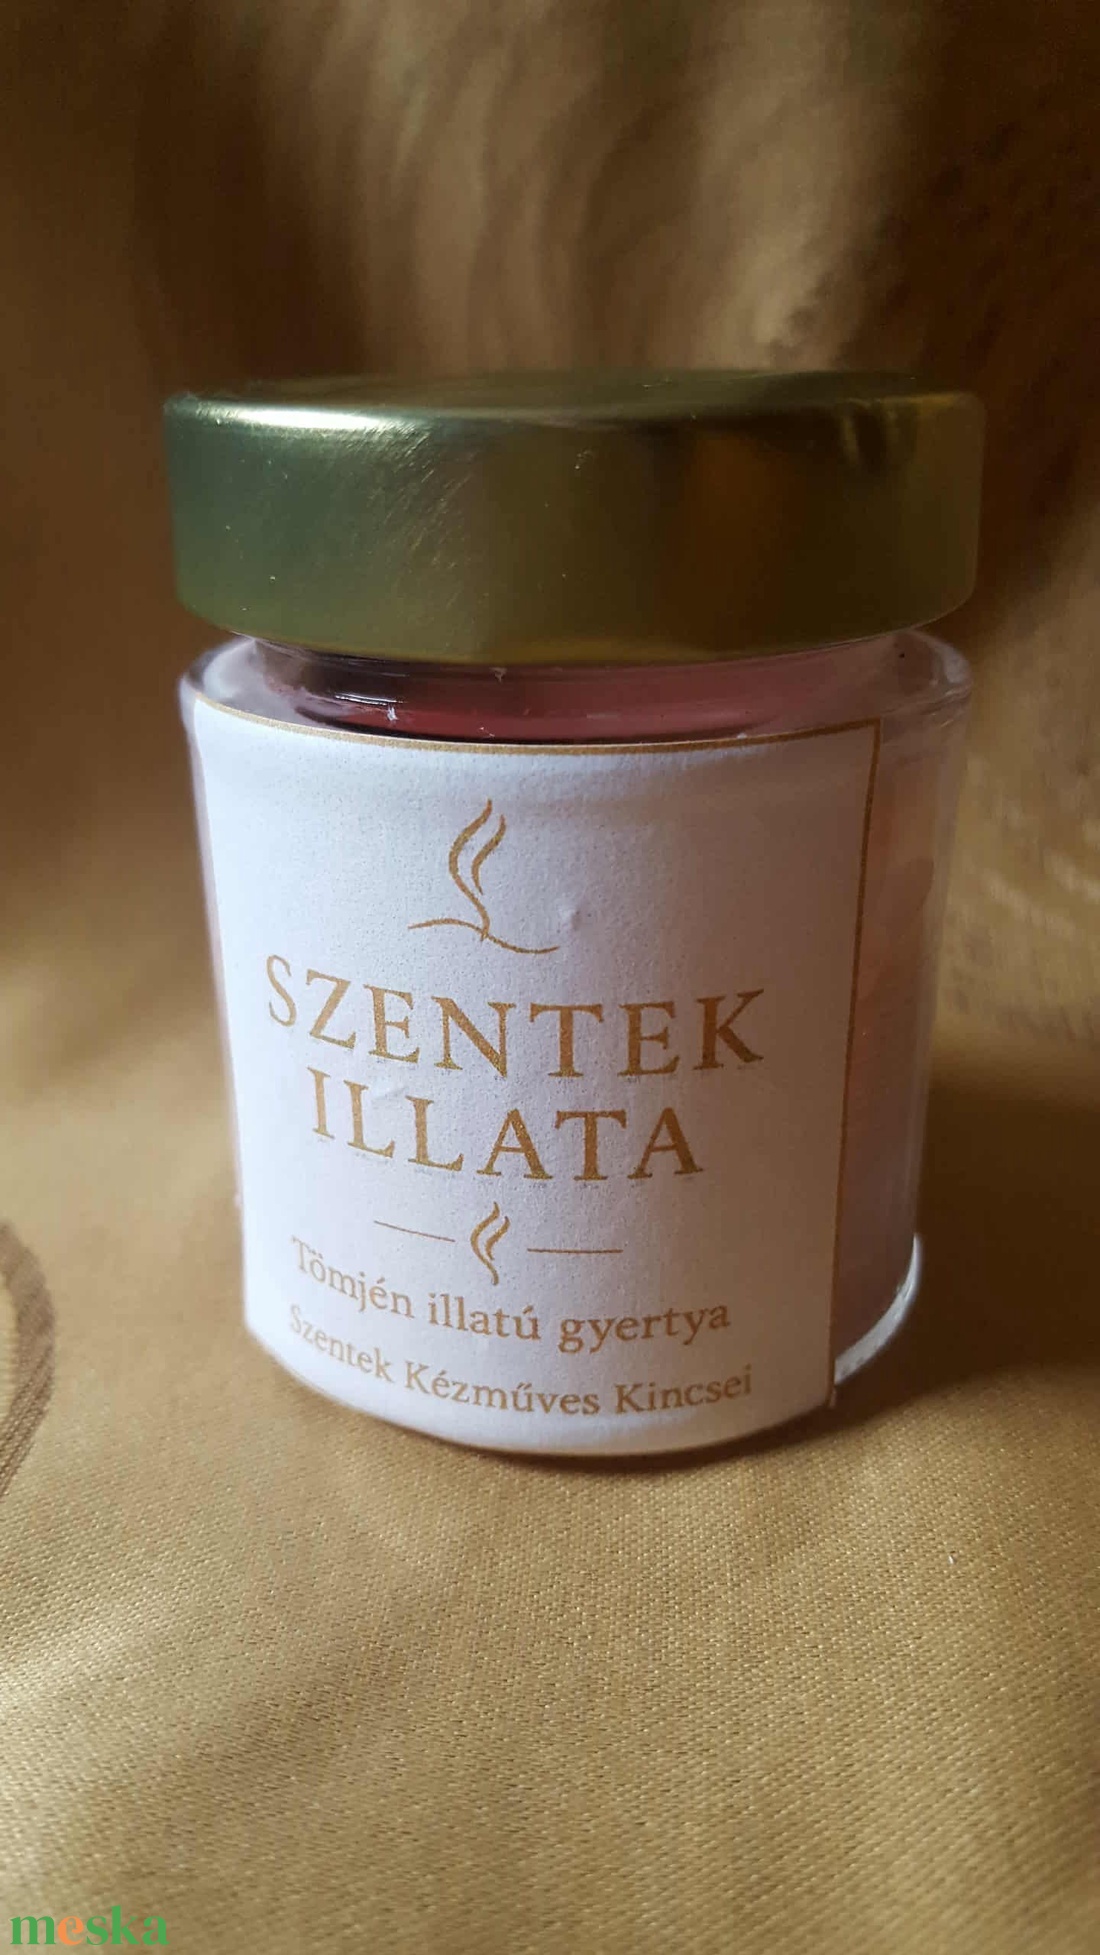 SZENTEK
ILLATA
Tömjén illatú gyertya
Szentek Kézműves Kincsei
meska